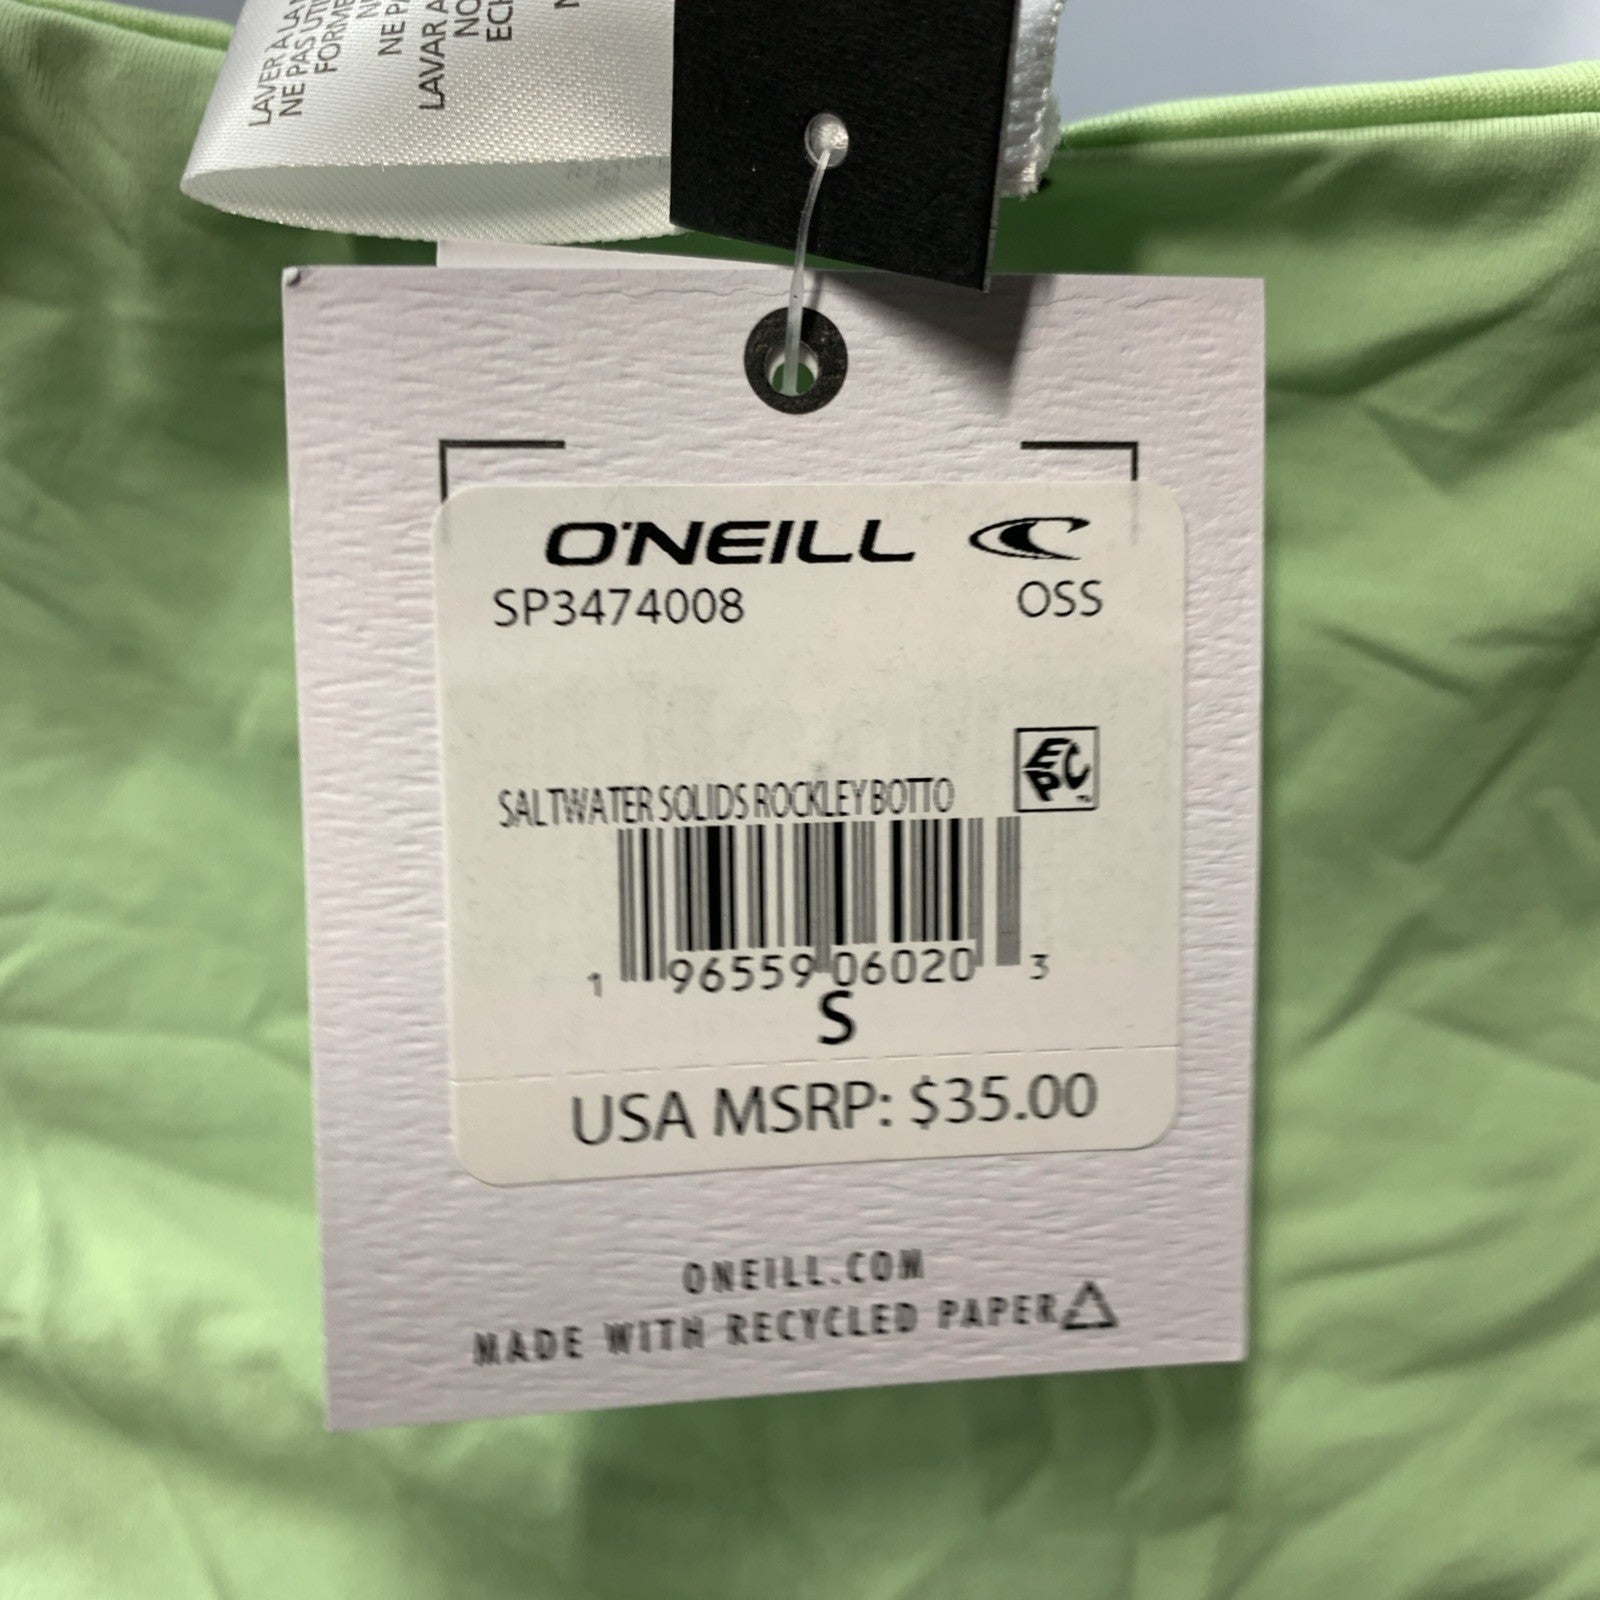 LAVER A LA
NE PAS UTI
FORME
NE PA
LAVAR A
NO
O'NEILL
SP3474008 OSS
EPC
SALTWATER SOLIDS ROCKLEY BOTTO
1 96559 06020 3
S
USA MSRP: $35.00
ONEILL.COM
MADE WITH RECYCLED PAPER